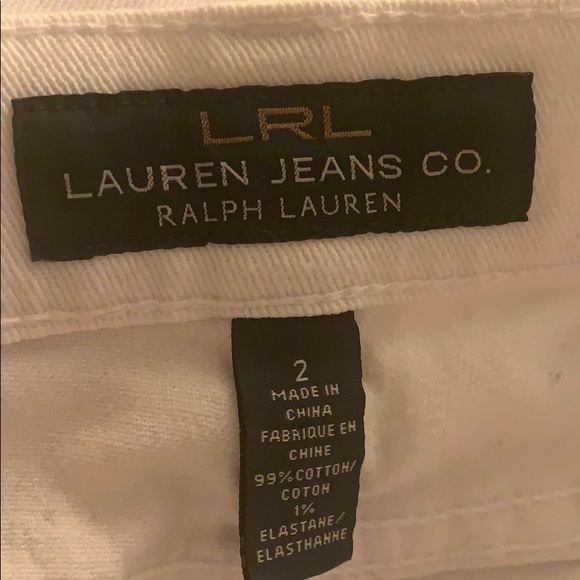 LRL
LAUREN JEANS CO.
RALPH LAUREN
2
MADE IN
CHINA
FABRIQUE EN
CHINE
99% COTTON/
COTON
1%
ELASTANE/
ELASTHANNE